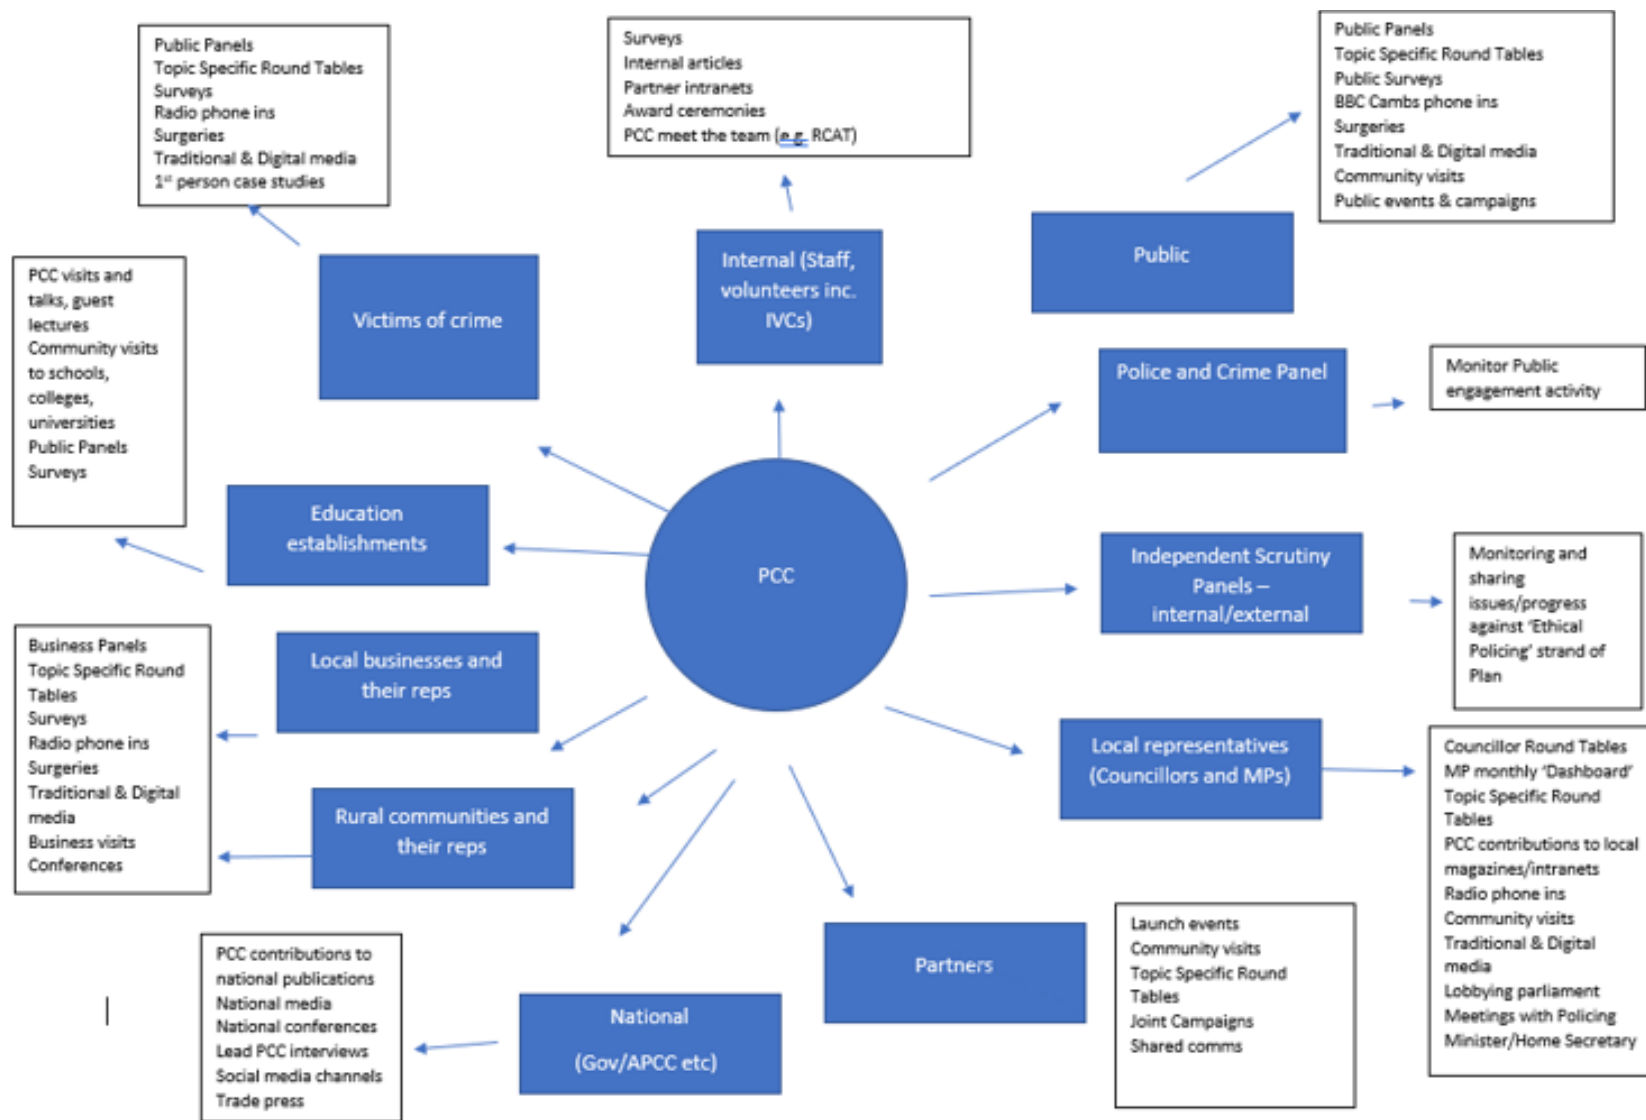 Public Panels
Topic Specific Round Tables
Surveys
Radio phone ins
Surgeries
Traditional & Digital media
1st person case studies
Surveys
Internal articles
Partner intranets
Award ceremonies
PCC meet the team (e.g. RCAT)
Public Panels
Topic Specific Round Tables
Public Surveys
BBC Cambs phone ins
Surgeries
Traditional & Digital media
Community visits
Public events & campaigns
Victims of crime
Internal (Staff,
volunteers inc.
IVCs)
Public
PCC visits and
talks, guest
lectures
Community visits
to schools,
colleges,
universities
Public Panels
Surveys
Police and Crime Panel
Monitor Public
engagement activity
Education
establishments
PCC
Independent Scrutiny
Panels –
internal/external
Monitoring and
sharing
issues/progress
against ‘Ethical
Policing’ strand of
Plan
Business Panels
Topic Specific Round
Tables
Surveys
Radio phone ins
Surgeries
Traditional & Digital
media
Business visits
Conferences
Local businesses and
their reps
Local representatives
(Councillors and MPs)
Councillor Round Tables
MP monthly ‘Dashboard’
Topic Specific Round
Tables
PCC contributions to local
magazines/intranets
Radio phone ins
Community visits
Traditional & Digital
media
Lobbying parliament
Meetings with Policing
Minister/Home Secretary
Rural communities and
their reps
Partners
Launch events
Community visits
Topic Specific Round
Tables
Joint Campaigns
Shared comms
PCC contributions to
national publications
National media
National conferences
Lead PCC interviews
Social media channels
Trade press
National
(Gov/APCC etc)